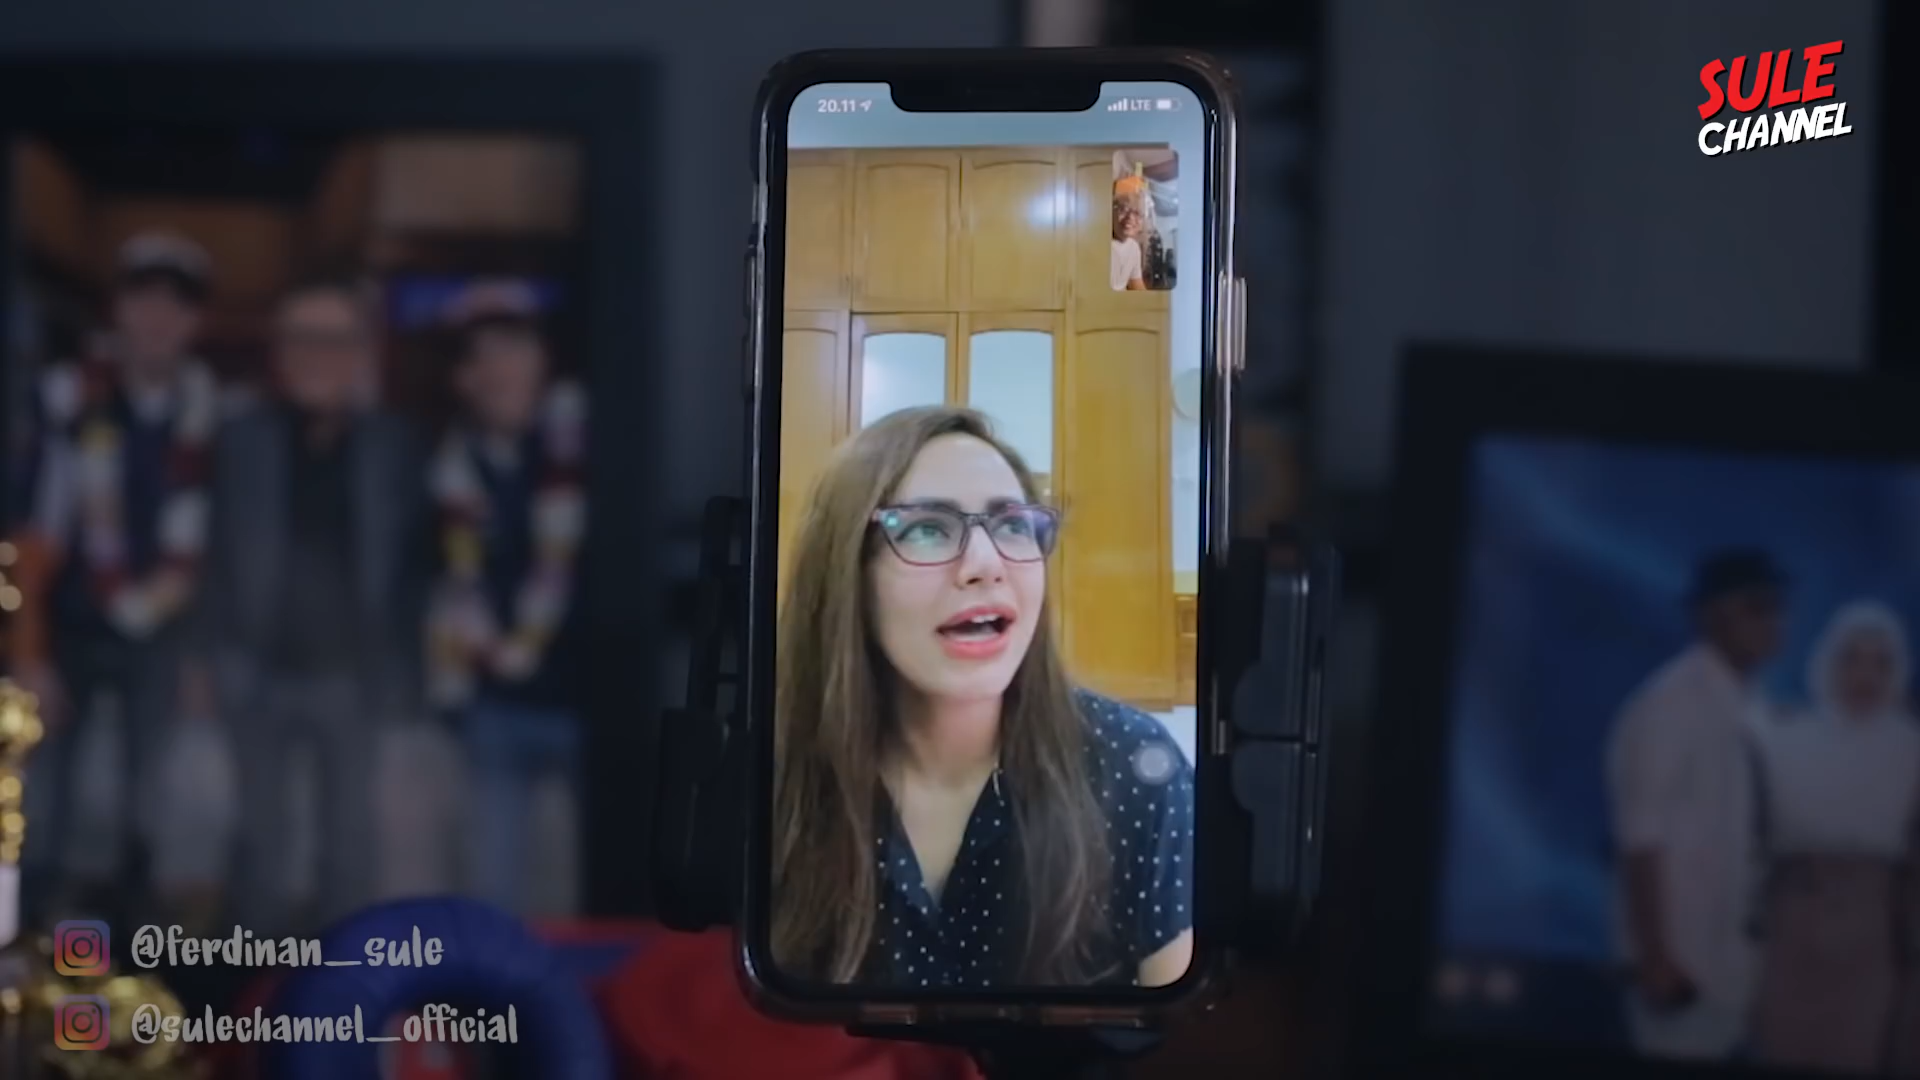 SULE
CHANNEL
20.11
LTE
@ferdinan_sule
@sulechannel_official